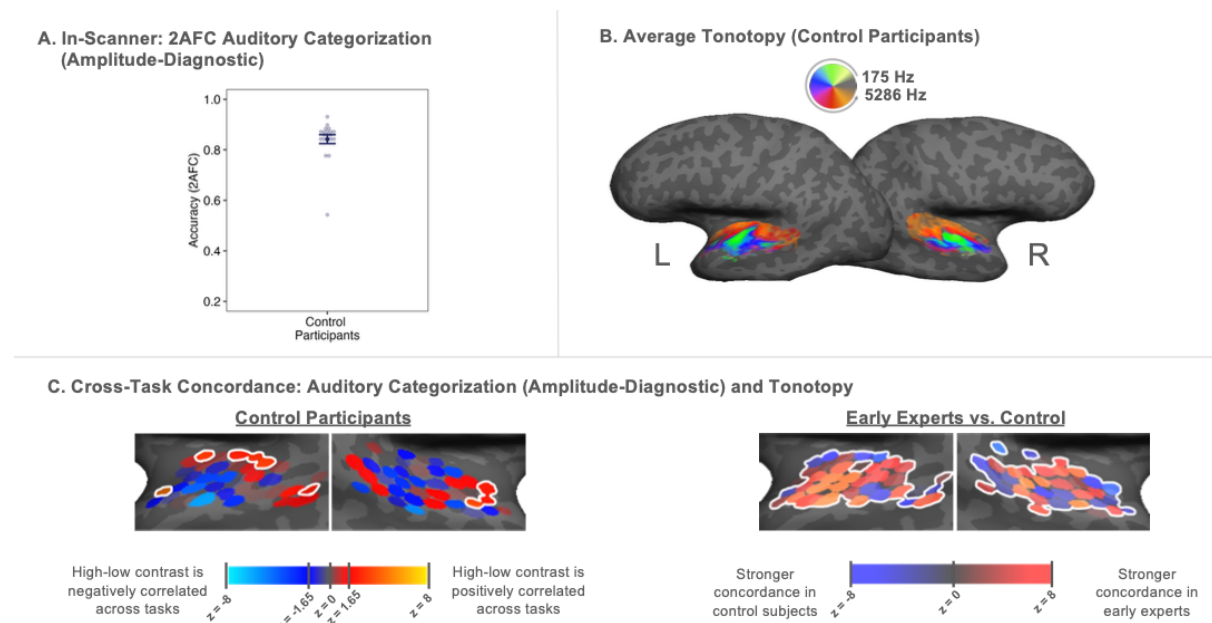 A. In-Scanner: 2AFC Auditory Categorization
(Amplitude-Diagnostic)
1.0
0.8
0.6
0.4
0.2
Accuracy (2AFC)
Control
Participants
B. Average Tonotopy (Control Participants)
175 Hz
5286 Hz
L
R
C. Cross-Task Concordance: Auditory Categorization (Amplitude-Diagnostic) and Tonotopy
Control Participants
High-low contrast is
negatively correlated
across tasks
z = -8
= -1.65
z = 0
z = 1.65
z = 8
High-low contrast is
positively correlated
across tasks
Early Experts vs. Control
Stronger
concordance in
control subjects
z = -8
z = 0
z = 8
Stronger
concordance in
early experts